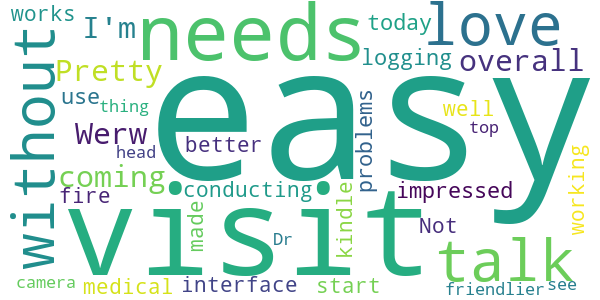 works
I'm
needs
love
today
logging
overall
Pretty
without
easy
use
thing
Werw
head
better
problems
well
top
coming
conducting
impressed
fire
visit
made
Dr
kindle
Not
talk
working
camera
medical
interface
start
friendlier
see